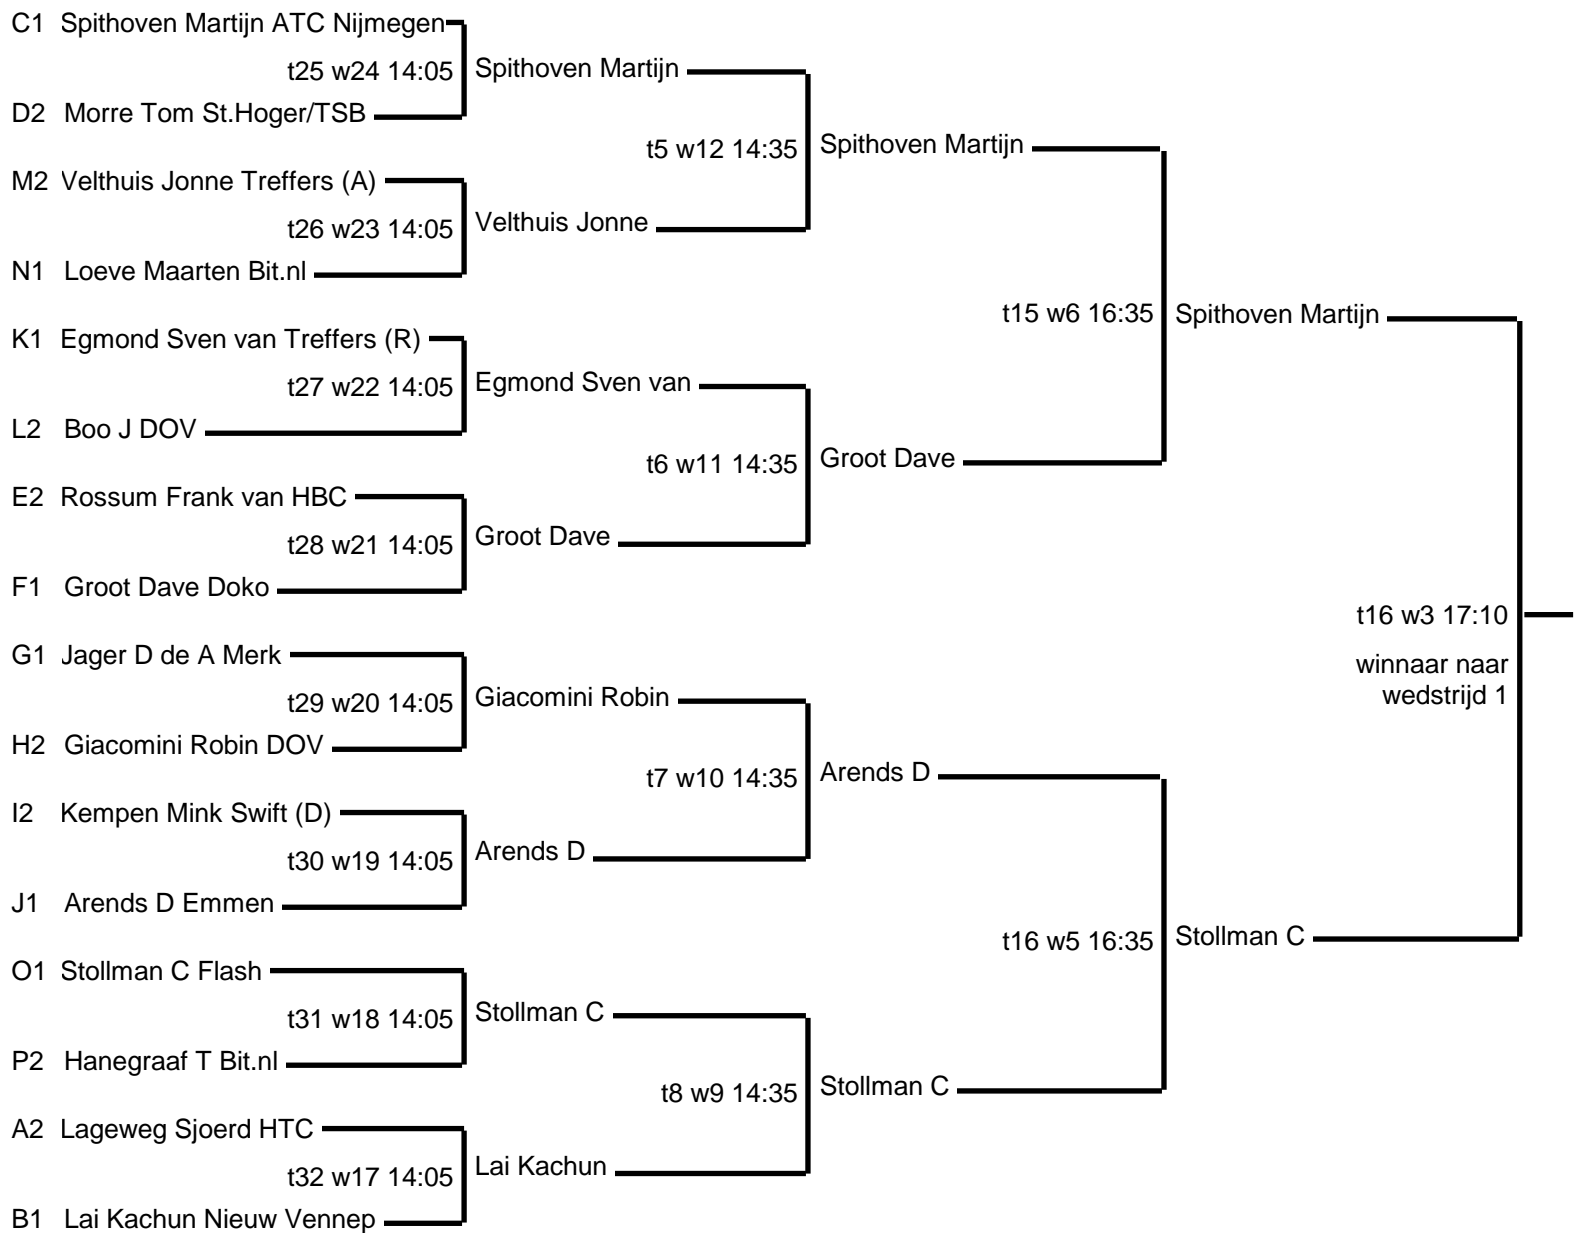 C1 Spithoven Martijn ATC Nijmegen
t25 w24 14:05 Spithoven Martijn
D2 Morre Tom St.Hoger/TSB
t5 w12 14:35 Spithoven Martijn
M2 Velthuis Jonne Treffers (A)
t26 w23 14:05 Velthuis Jonne
N1 Loeve Maarten Bit.nl
t15 w6 16:35 Spithoven Martijn
K1 Egmond Sven van Treffers (R)
t27 w22 14:05 Egmond Sven van
L2 Boo J DOV
t6 w11 14:35 Groot Dave
E2 Rossum Frank van HBC
t28 w21 14:05 Groot Dave
F1 Groot Dave Doko
t16 w3 17:10
G1 Jager D de A Merk
winnaar naar
wedstrijd 1
t29 w20 14:05 Giacomini Robin
H2 Giacomini Robin DOV
t7 w10 14:35 Arends D
I2 Kempen Mink Swift (D)
t30 w19 14:05 Arends D
J1 Arends D Emmen
t16 w5 16:35 Stollman C
O1 Stollman C Flash
t31 w18 14:05 Stollman C
P2 Hanegraaf T Bit.nl
t8 w9 14:35 Stollman C
A2 Lageweg Sjoerd HTC
t32 w17 14:05 Lai Kachun
B1 Lai Kachun Nieuw Vennep